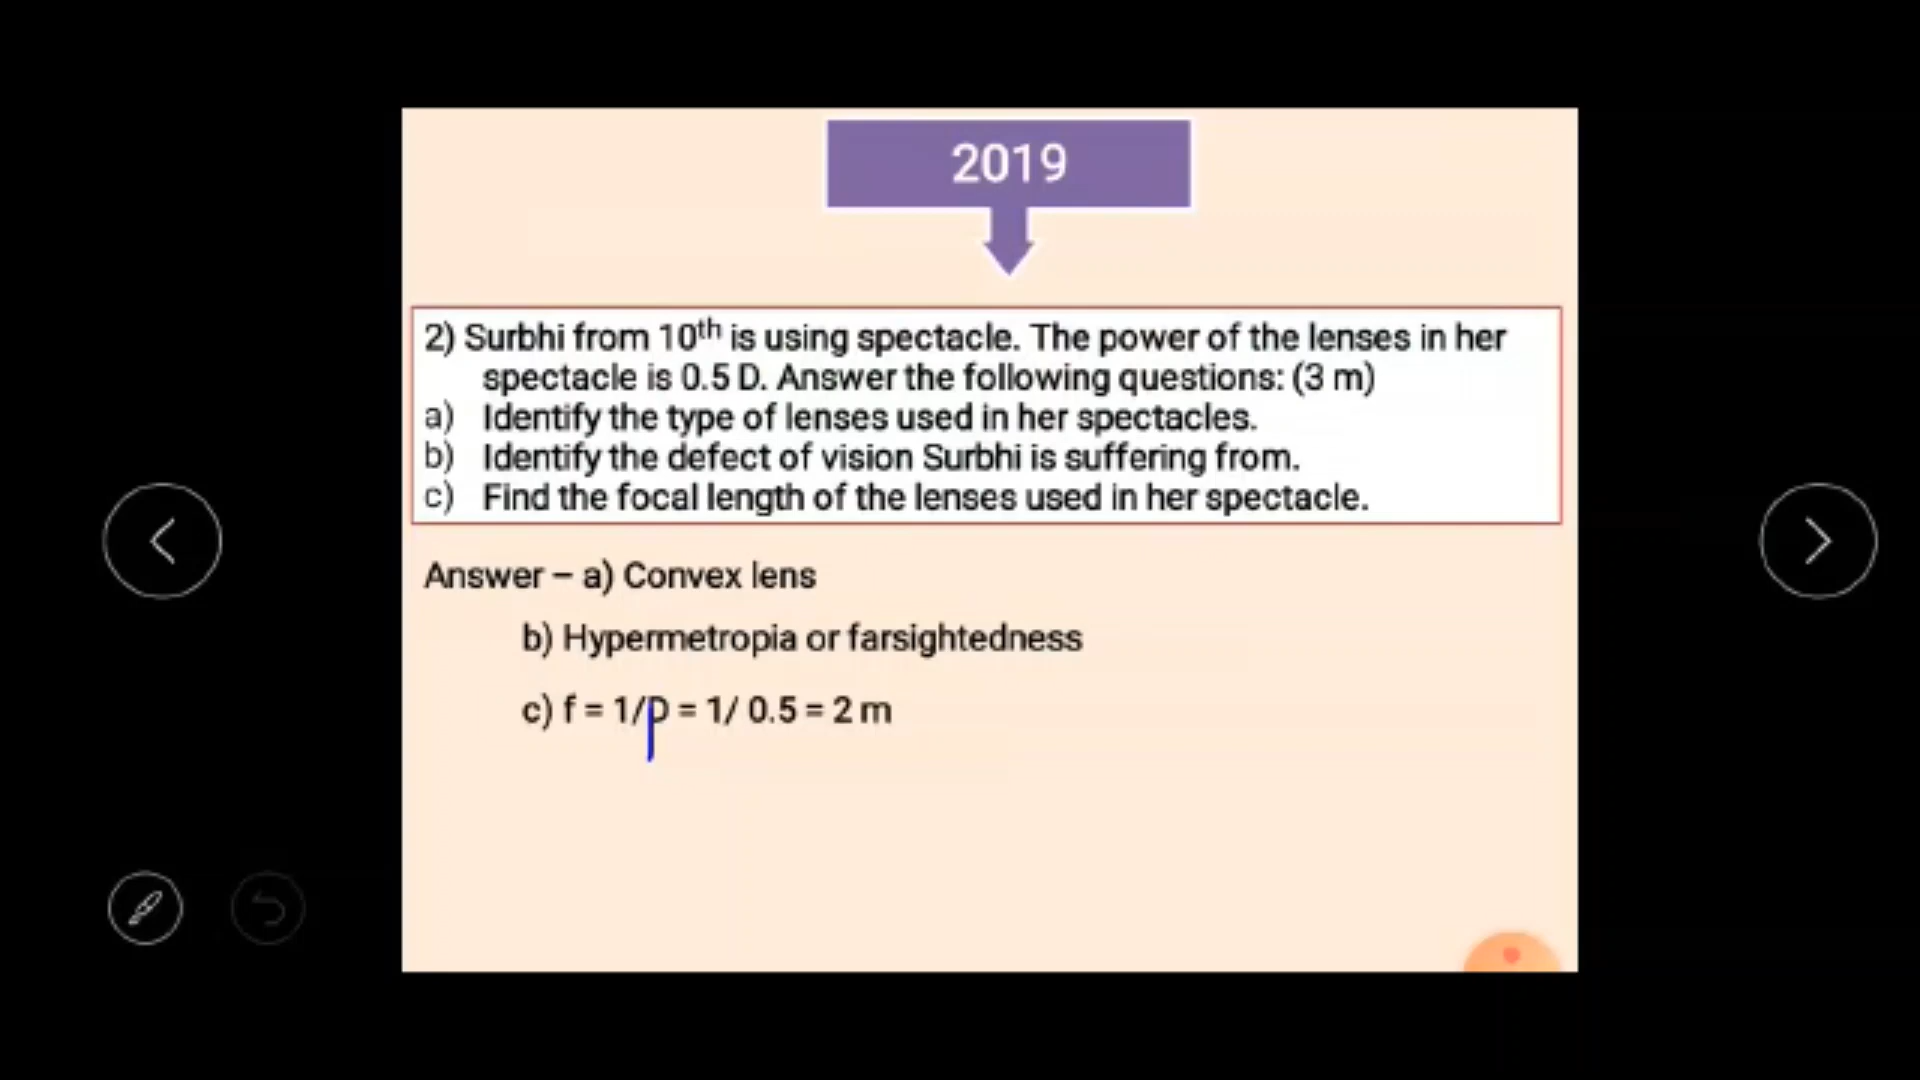 2019
2) Surbhi from 10th is using spectacle. The power of the lenses in her
spectacle is 0.5 D. Answer the following questions: (3 m)
a) Identify the type of lenses used in her spectacles.
b) Identify the defect of vision Surbhi is suffering from.
c) Find the focal length of the lenses used in her spectacle.
Answer – a) Convex lens
b) Hypermetropia or farsightedness
c) f = 1/D = 1/ 0.5 = 2 m